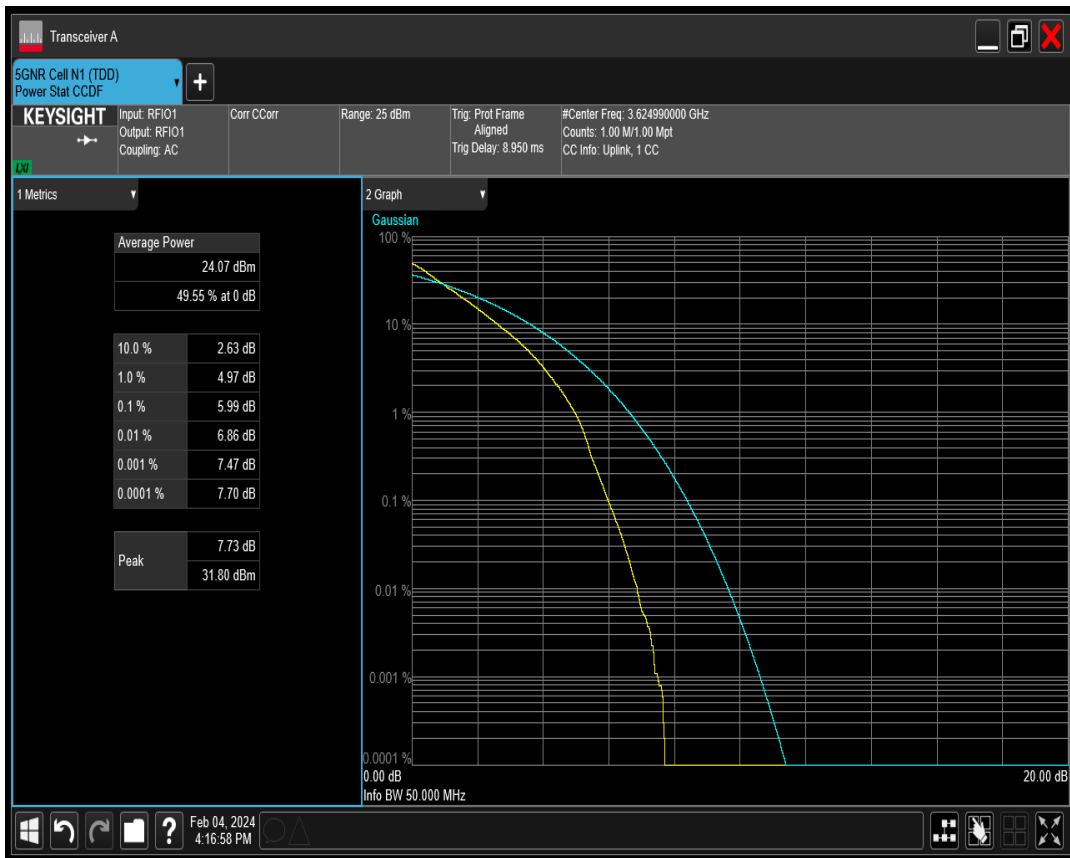 Transceiver A
5GNR Cell N1 (TDD)
Power Stat CCDF
KEYSIGHT
LXI
Input: RFIO1
Output: RFIO1
Coupling: AC
Corr CCorr
Range: 25 dBm
Trig: Prot Frame
Aligned
Trig Delay: 8.950 ms
#Center Freq: 3.624990000 GHz
Counts: 1.00 M/1.00 Mpt
CC Info: Uplink, 1 CC
1 Metrics
Average Power
24.07 dBm
49.55 % at 0 dB
10.0 % 2.63 dB
1.0 % 4.97 dB
0.1 % 5.99 dB
0.01 % 6.86 dB
0.001 % 7.47 dB
0.0001 % 7.70 dB
Peak
7.73 dB
31.80 dBm
2 Graph
Gaussian
100 %
10 %
1 %
0.1 %
0.01 %
0.001 %
0.0001 %
0.00 dB 20.00 dB
Info BW 50.000 MHz
Feb 04, 2024
4:16:58 PM